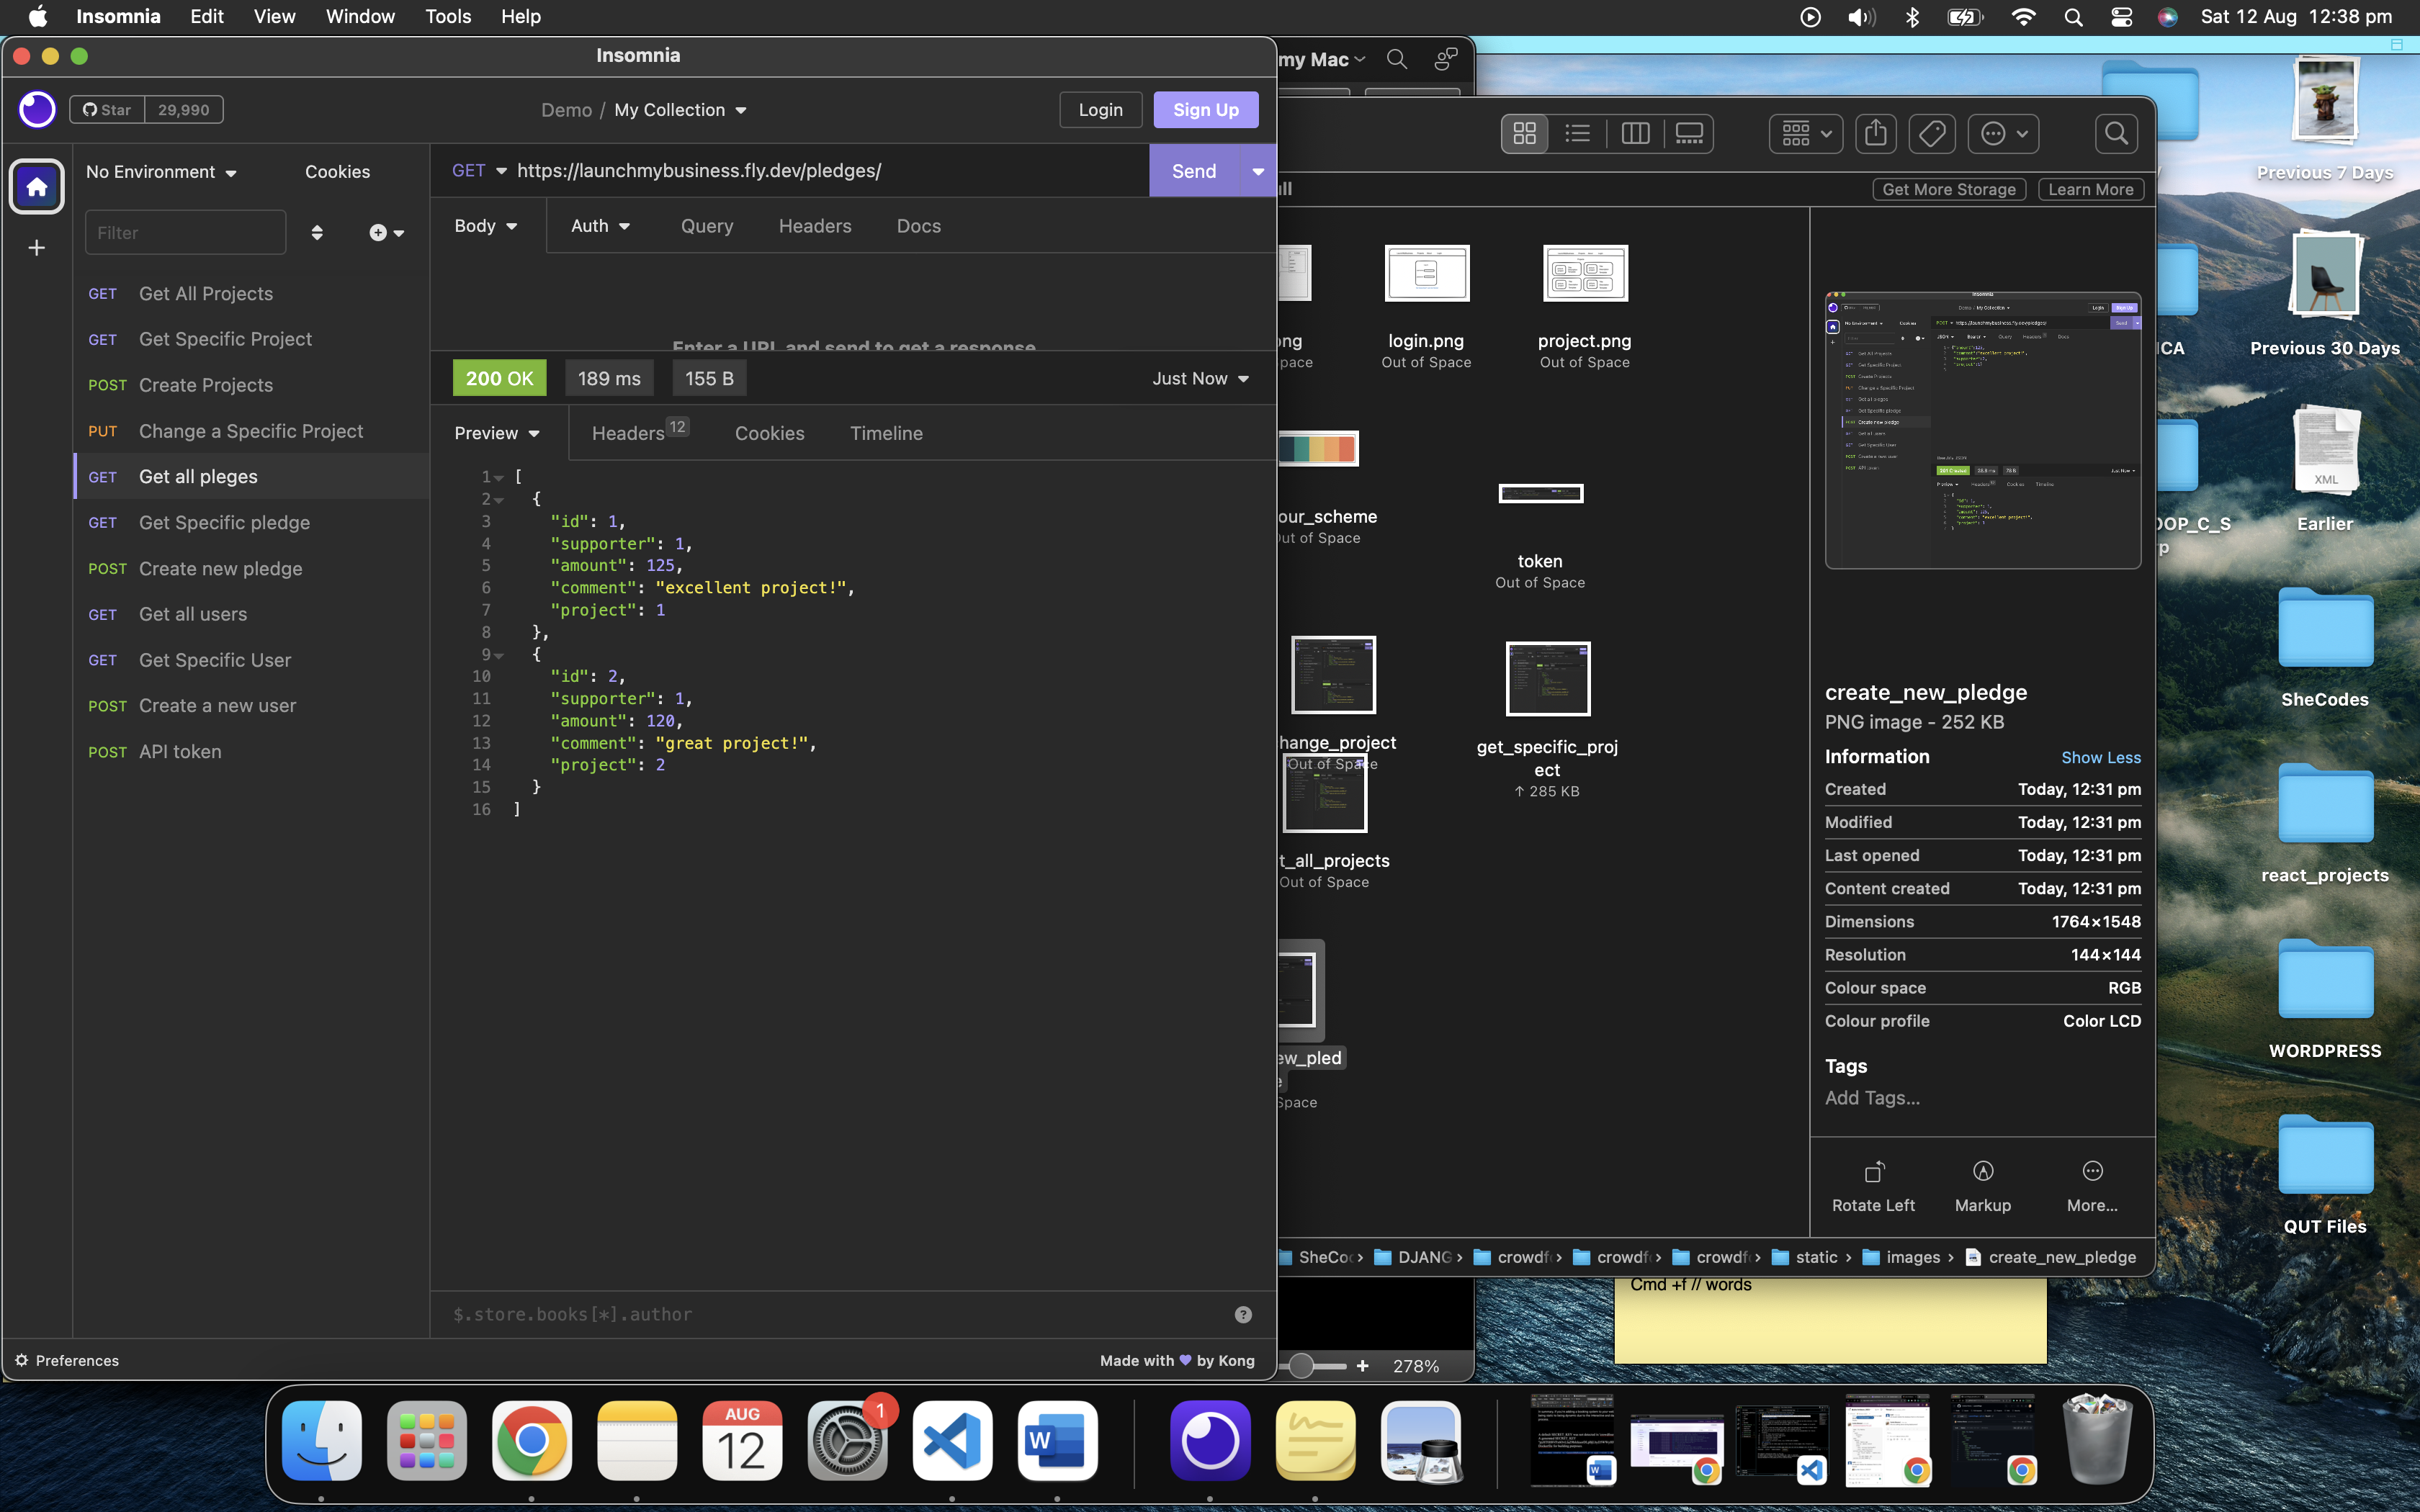 Insomnia Edit View Window Tools Help
Sat 12 Aug 12:38 pm
Insomnia
Star 29,990
Demo / My Collection
Login
Sign Up
No Environment
Cookies
Filter
GET Get All Projects
GET Get Specific Project
POST Create Projects
PUT Change a Specific Project
GET Get all pleges
GET Get Specific pledge
POST Create new pledge
GET Get all users
GET Get Specific User
POST Create a new user
POST API token
GET https://launchmybusiness.fly.dev/pledges/
Send
Body Auth Query Headers Docs
Enter a URL and send to get a response
200 OK 189 ms 155 B
Just Now
Preview Headers 12 Cookies Timeline
1 [
2 {
3 "id": 1,
4 "supporter": 1,
5 "amount": 125,
6 "comment": "excellent project!",
7 "project": 1
8 },
9 {
10 "id": 2,
11 "supporter": 1,
12 "amount": 120,
13 "comment": "great project!",
14 "project": 2
15 }
16 ]
$.store.books[*].author
Preferences
Made with by Kong
my Mac
Get More Storage
Learn More
login.png
Out of Space
project.png
Out of Space
our_scheme
Out of Space
token
Out of Space
hange_project
Out of Space
get_specific_proj
ect
↑ 285 KB
t_all_projects
Out of Space
ew_pled
e
Space
create_new_pledge
PNG image - 252 KB
Information
Show Less
Created Today, 12:31 pm
Modified Today, 12:31 pm
Last opened Today, 12:31 pm
Content created Today, 12:31 pm
Dimensions 1764×1548
Resolution 144×144
Colour space RGB
Colour profile Color LCD
Tags
Add Tags...
Rotate Left
Markup
More...
SheCoc DJANG crowdf crowdf crowdf static images create_new_pledge
Cmd +f // words
278%
Previous 7 Days
Previous 30 Days
XML
Earlier
SheCodes
react_projects
WORDPRESS
QUT Files
ICA
OOP_C_S
p
AUG
12
1
W